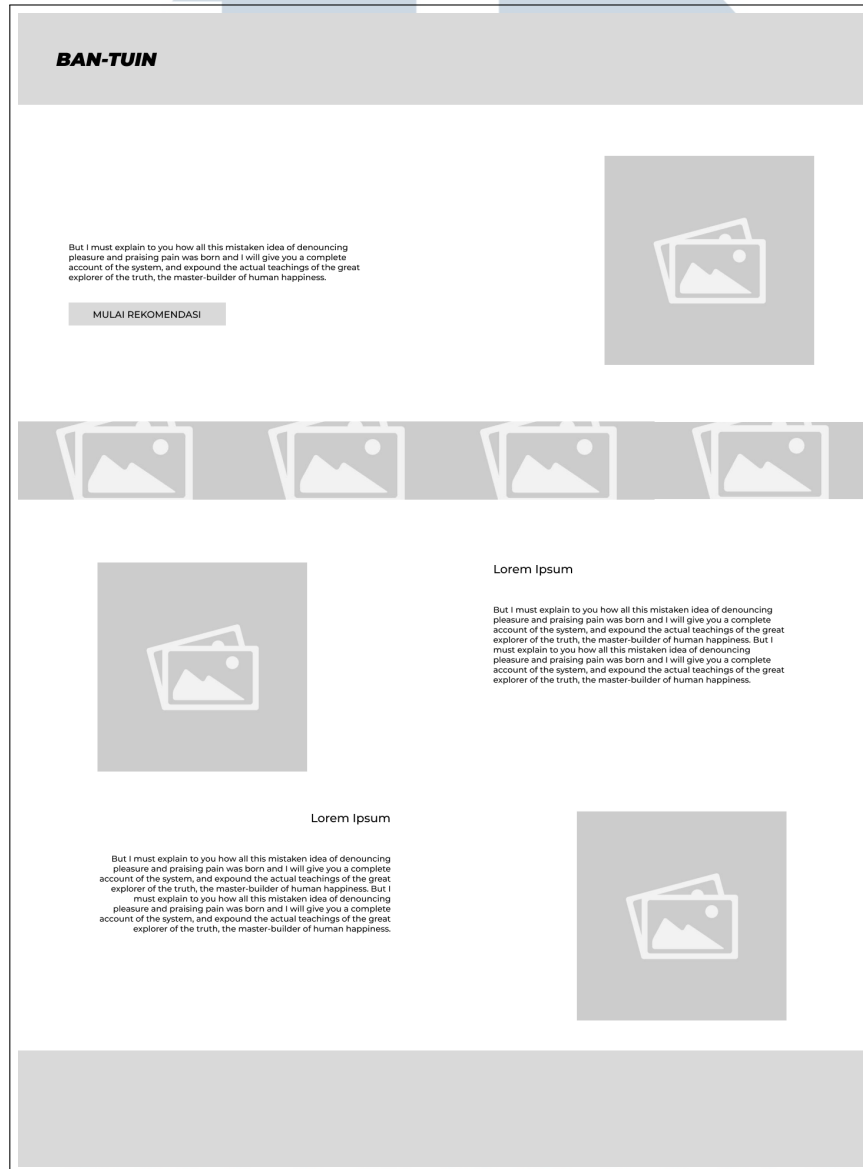 BAN-TUIN
But I must explain to you how all this mistaken idea of denouncing
pleasure and praising pain was born and I will give you a complete
account of the system, and expound the actual teachings of the great
explorer of the truth, the master-builder of human happiness.
MULAI REKOMENDASI
Lorem Ipsum
But I must explain to you how all this mistaken idea of denouncing
pleasure and praising pain was born and I will give you a complete
account of the system, and expound the actual teachings of the great
explorer of the truth, the master-builder of human happiness. But I
must explain to you how all this mistaken idea of denouncing
pleasure and praising pain was born and I will give you a complete
account of the system, and expound the actual teachings of the great
explorer of the truth, the master-builder of human happiness.
Lorem Ipsum
But I must explain to you how all this mistaken idea of denouncing
pleasure and praising pain was born and I will give you a complete
account of the system, and expound the actual teachings of the great
explorer of the truth, the master-builder of human happiness. But I
must explain to you how all this mistaken idea of denouncing
pleasure and praising pain was born and I will give you a complete
account of the system, and expound the actual teachings of the great
explorer of the truth, the master-builder of human happiness.